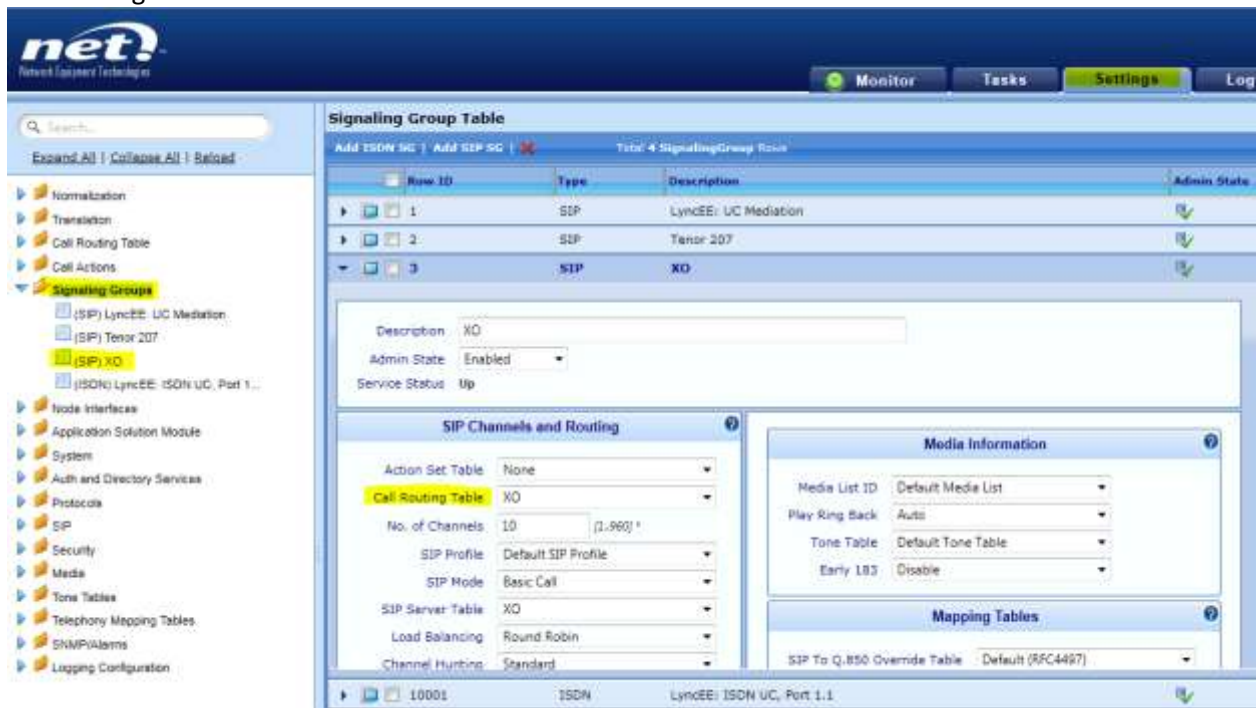 net
Network Equipment Technologies
Monitor Tasks Settings Log
Search...
Expand All | Collapse All | Reload
Normalization
Translation
Call Routing Table
Call Actions
Signaling Groups
(SIP) LyncEE: UC Mediation
(SIP) Tenor 207
(SIP) XO
(ISDN) LyncEE: ISDN UC, Port 1...
Node Interfaces
Application Solution Module
System
Auth and Directory Services
Protocols
SIP
Security
Media
Tone Tables
Telephony Mapping Tables
SNMP/Alarms
Logging Configuration
Signaling Group Table
Add ISDN SG | Add SIP SG | Total 4 SignalingGroup Rows
Row ID Type Description Admin State
1 SIP LyncEE: UC Mediation
2 SIP Tenor 207
3 SIP XO
Description XO
Admin State Enabled
Service Status Up
SIP Channels and Routing
Action Set Table None
Call Routing Table XO
No. of Channels 10 [1..960] *
SIP Profile Default SIP Profile
SIP Mode Basic Call
SIP Server Table XO
Load Balancing Round Robin
Channel Hunting Standard
Media Information
Media List ID Default Media List
Play Ring Back Auto
Tone Table Default Tone Table
Early 183 Disable
Mapping Tables
SIP To Q.850 Override Table Default (RFC4497)
10001 ISDN LyncEE: ISDN UC, Port 1.1